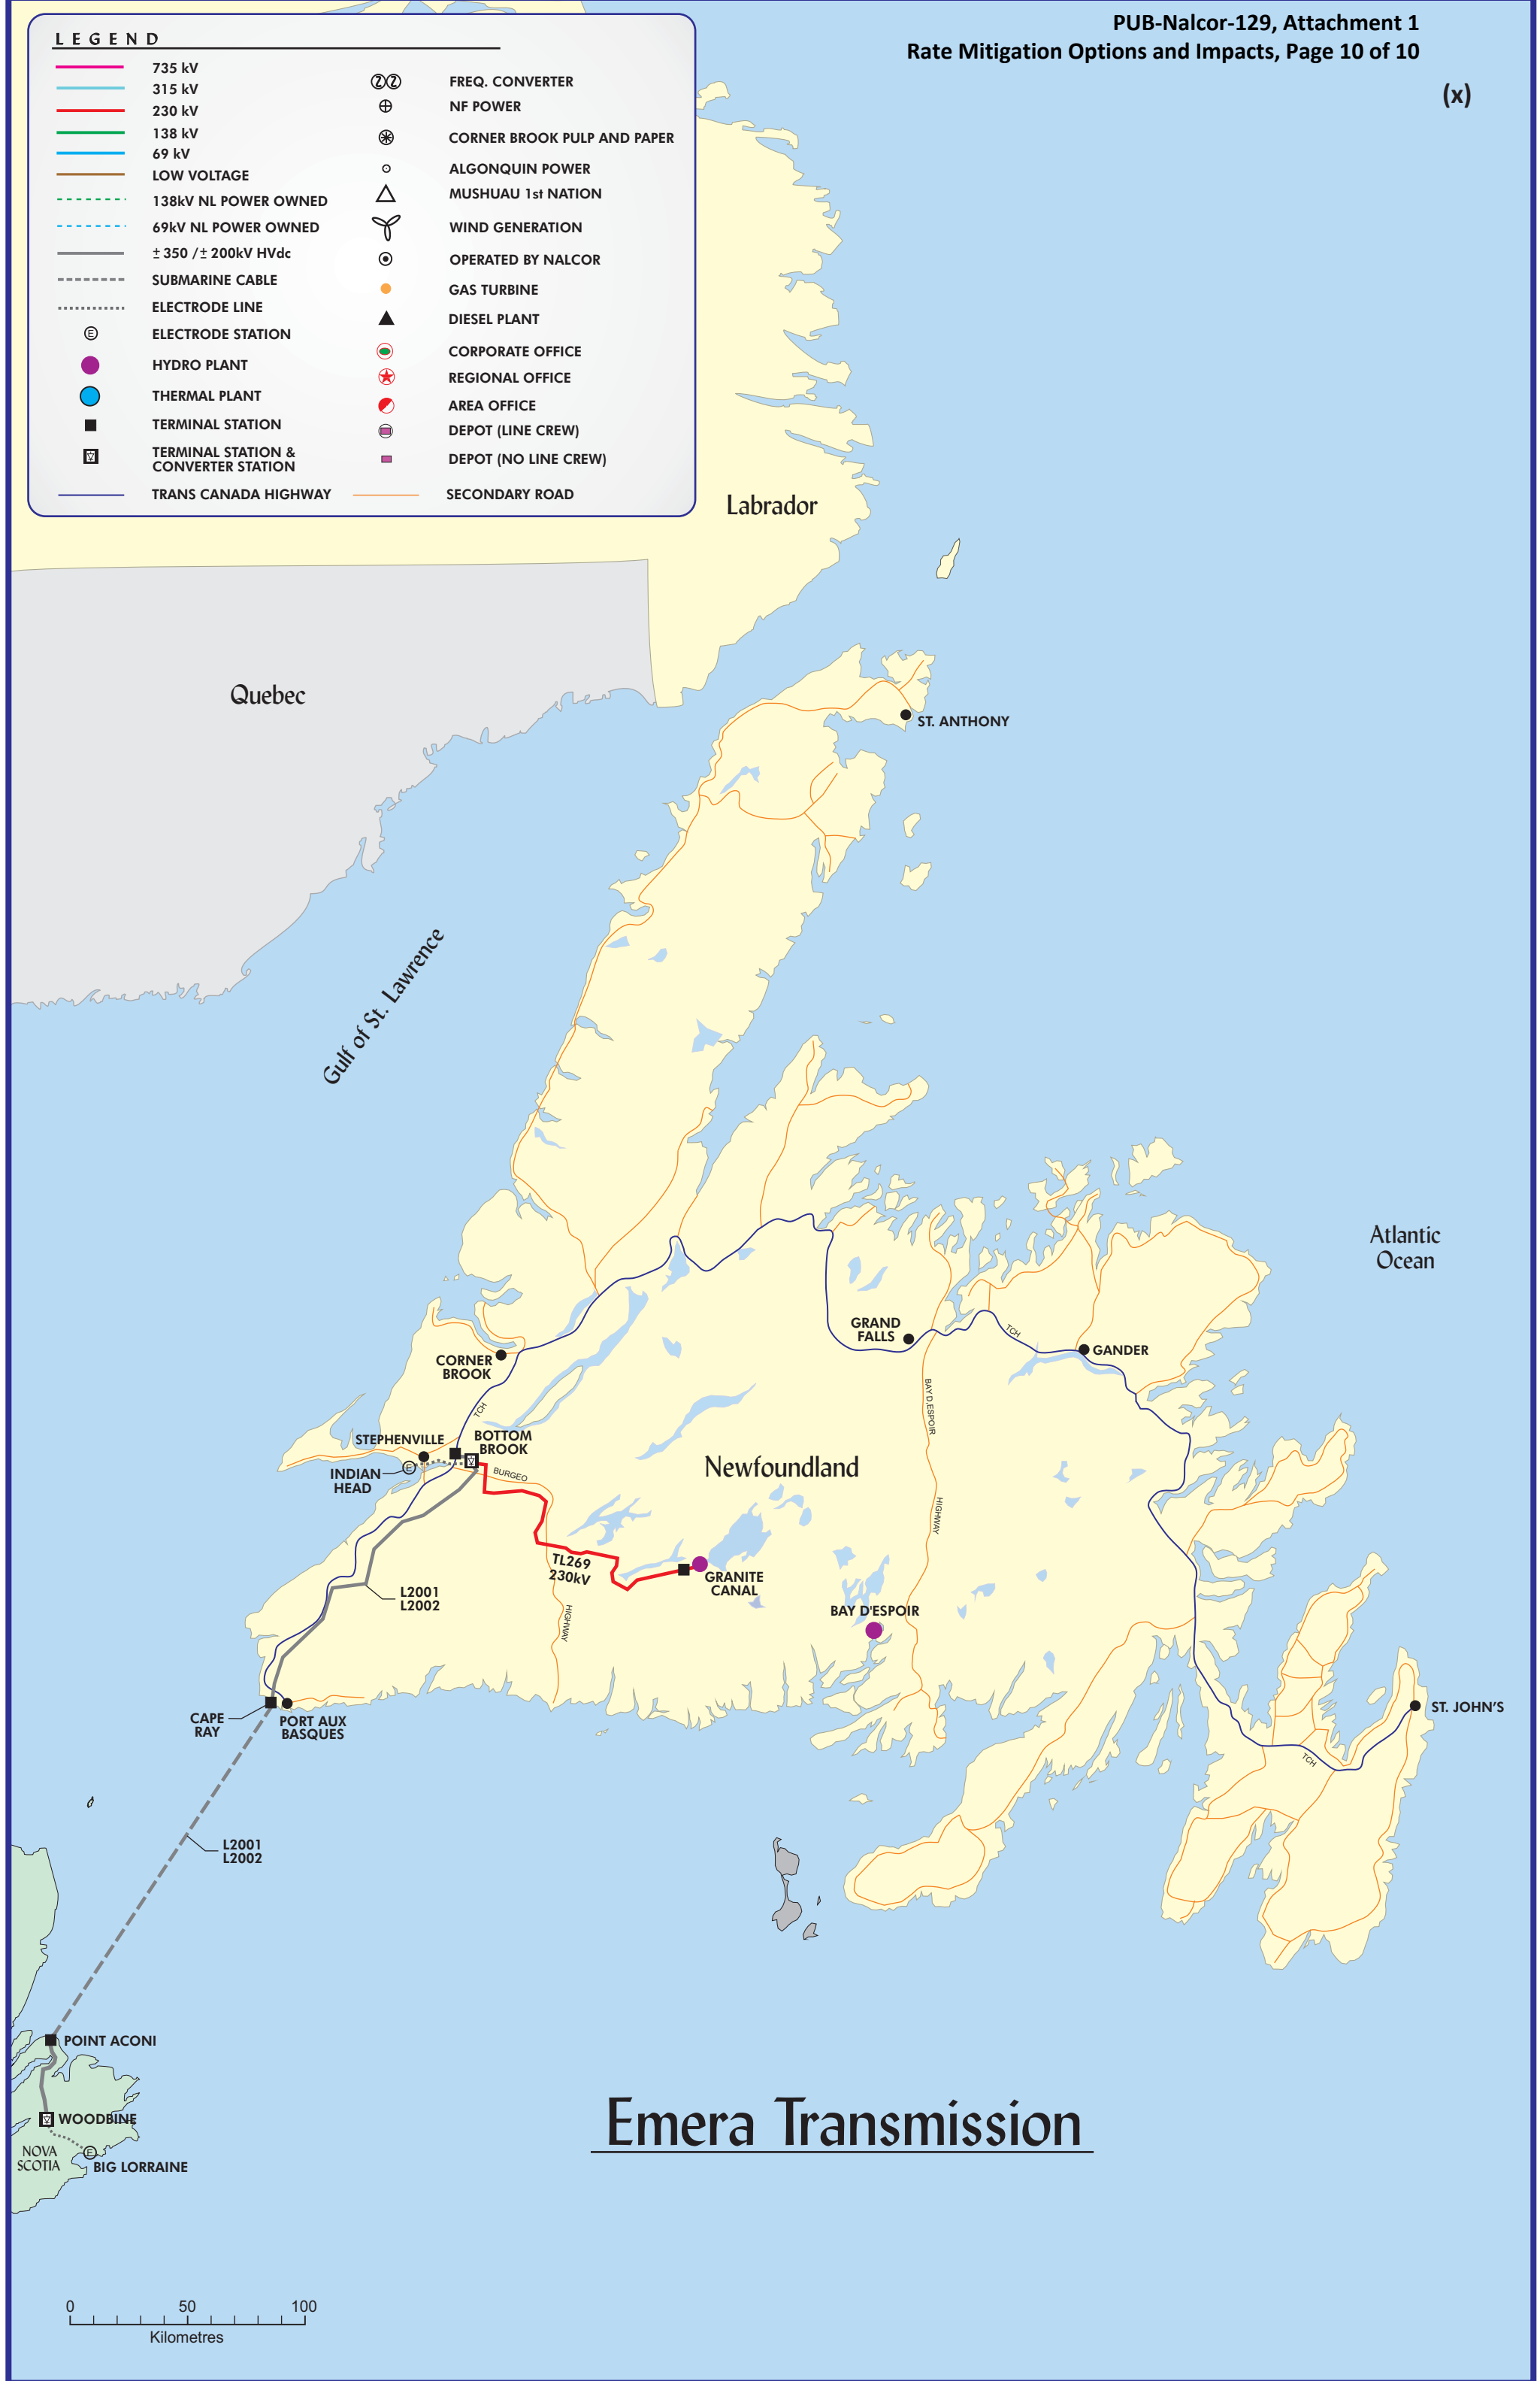 PUB-Nalcor-129, Attachment 1
Rate Mitigation Options and Impacts, Page 10 of 10
(x)
LEGEND
735 kV
315 kV
230 kV
138 kV
69 kV
LOW VOLTAGE
138kV NL POWER OWNED
69kV NL POWER OWNED
± 350 /± 200kV HVdc
SUBMARINE CABLE
ELECTRODE LINE
E ELECTRODE STATION
HYDRO PLANT
THERMAL PLANT
TERMINAL STATION
TERMINAL STATION &
CONVERTER STATION
TRANS CANADA HIGHWAY
FREQ. CONVERTER
NF POWER
CORNER BROOK PULP AND PAPER
ALGONQUIN POWER
MUSHUAU 1st NATION
WIND GENERATION
OPERATED BY NALCOR
GAS TURBINE
DIESEL PLANT
CORPORATE OFFICE
REGIONAL OFFICE
AREA OFFICE
DEPOT (LINE CREW)
DEPOT (NO LINE CREW)
SECONDARY ROAD
Labrador
Quebec
ST. ANTHONY
Gulf of St. Lawrence
Atlantic
Ocean
GRAND
FALLS
TCH
GANDER
CORNER
BROOK
BAY D.ESPOIR
TCH
STEPHENVILLE
BOTTOM
BROOK
E
INDIAN
HEAD
BURGEO
Newfoundland
HIGHWAY
TL269
230kV
GRANITE
CANAL
L2001
L2002
HIGHWAY
BAY D'ESPOIR
CAPE
RAY
PORT AUX
BASQUES
ST. JOHN'S
TCH
L2001
L2002
POINT ACONI
WOODBINE
NOVA
SCOTIA
E
BIG LORRAINE
Emera Transmission
0 50 100
Kilometres